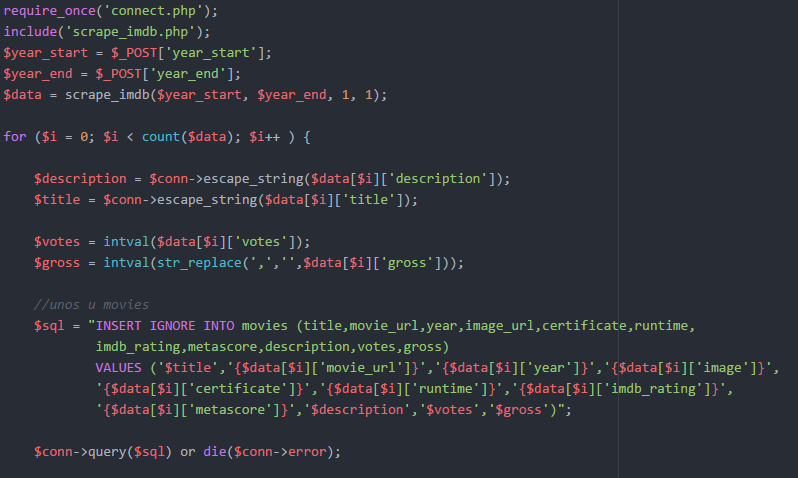 require_once('connect.php');
include('scrape_imdb.php');
$year_start = $_POST['year_start'];
$year_end = $_POST['year_end'];
$data = scrape_imdb($year_start, $year_end, 1, 1);
for ($i = 0; $i < count($data); $i++ ) {
$description = $conn->escape_string($data[$i]['description']);
$title = $conn->escape_string($data[$i]['title']);
$votes = intval($data[$i]['votes']);
$gross = intval(str_replace(',','',$data[$i]['gross']));
//unos u movies
$sql = "INSERT IGNORE INTO movies (title,movie_url,year,image_url,certificate,runtime,
imdb_rating,metascore,description,votes,gross)
VALUES ('$title','{$data[$i]['movie_url']}','{$data[$i]['year']}','{$data[$i]['image']}',
'{$data[$i]['certificate']}','{$data[$i]['runtime']}','{$data[$i]['imdb_rating']}',
'{$data[$i]['metascore']}','$description','$votes','$gross')";
$conn->query($sql) or die($conn->error);